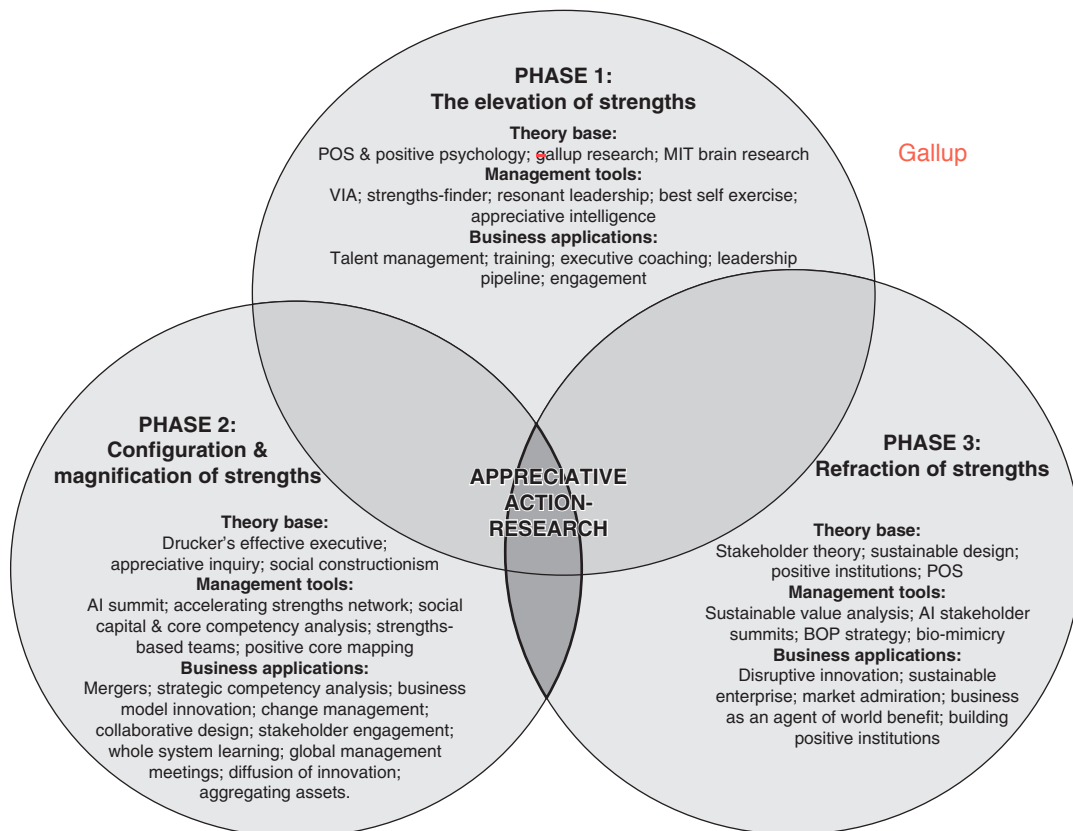 PHASE 1:
The elevation of strengths
Theory base:
POS & positive psychology; gallup research; MIT brain research
Gallup
Management tools:
VIA; strengths-finder; resonant leadership; best self exercise;
appreciative intelligence
Business applications:
Talent management; training; executive coaching; leadership
pipeline; engagement
PHASE 2:
Configuration &
magnification of strengths
Theory base:
Drucker's effective executive;
appreciative inquiry; social constructionism
Management tools:
AI summit; accelerating strengths network; social
capital & core competency analysis; strengths-
based teams; positive core mapping
Business applications:
Mergers; strategic competency analysis; business
model innovation; change management;
collaborative design; stakeholder engagement;
whole system learning; global management
meetings; diffusion of innovation;
aggregating assets.
APPRECIATIVE
ACTION-
RESEARCH
PHASE 3:
Refraction of strengths
Theory base:
Stakeholder theory; sustainable design;
positive institutions; POS
Management tools:
Sustainable value analysis; AI stakeholder
summits; BOP strategy; bio-mimicry
Business applications:
Disruptive innovation; sustainable
enterprise; market admiration; business
as an agent of world benefit; building
positive institutions